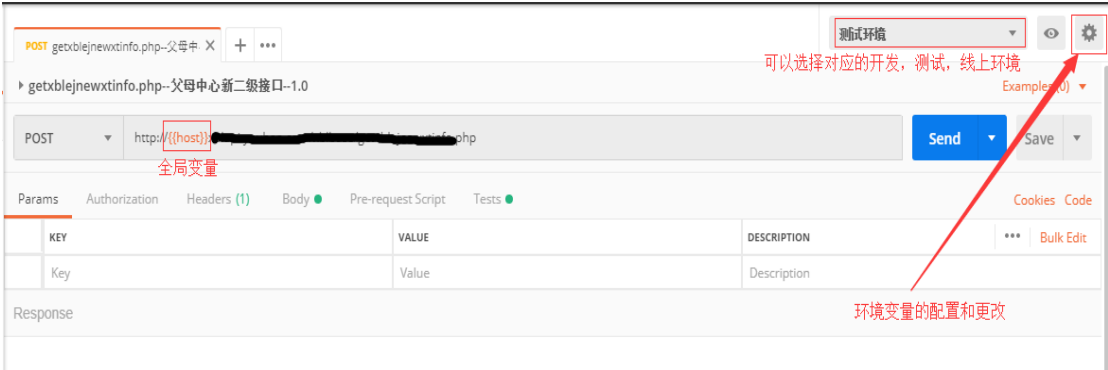 POST getxblejnewxtinfo.php--父母中 X + •••
测试环境
可以选择对应的开发，测试，线上环境
getxblejnewxtinfo.php--父母中心新二级接口--1.0
Examples (0)
POST
http://{{host}}:
php
Send
Save
全局变量
Params Authorization Headers (1) Body Pre-request Script Tests
Cookies Code
KEY VALUE DESCRIPTION ••• Bulk Edit
Key Value Description
Response
环境变量的配置和更改